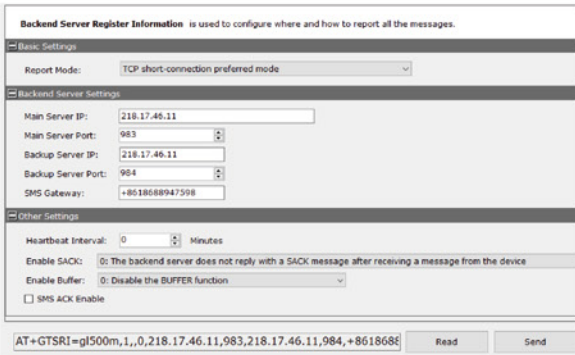 Backend Server Register Information is used to configure where and how to report all the messages.
Basic Settings
Report Mode: TCP short-connection preferred mode
Backend Server Settings
Main Server IP: 218.17.46.11
Main Server Port: 983
Backup Server IP: 218.17.46.11
Backup Server Port: 984
SMS Gateway: +8618688947598
Other Settings
Heartbeat Interval: 0 Minutes
Enable SACK: 0: The backend server does not reply with a SACK message after receiving a message from the device
Enable Buffer: 0: Disable the BUFFER function
SMS ACK Enable
AT+GTSRI=gl500m,1,,0,218.17.46.11,983,218.17.46.11,984,+8618688 Read Send